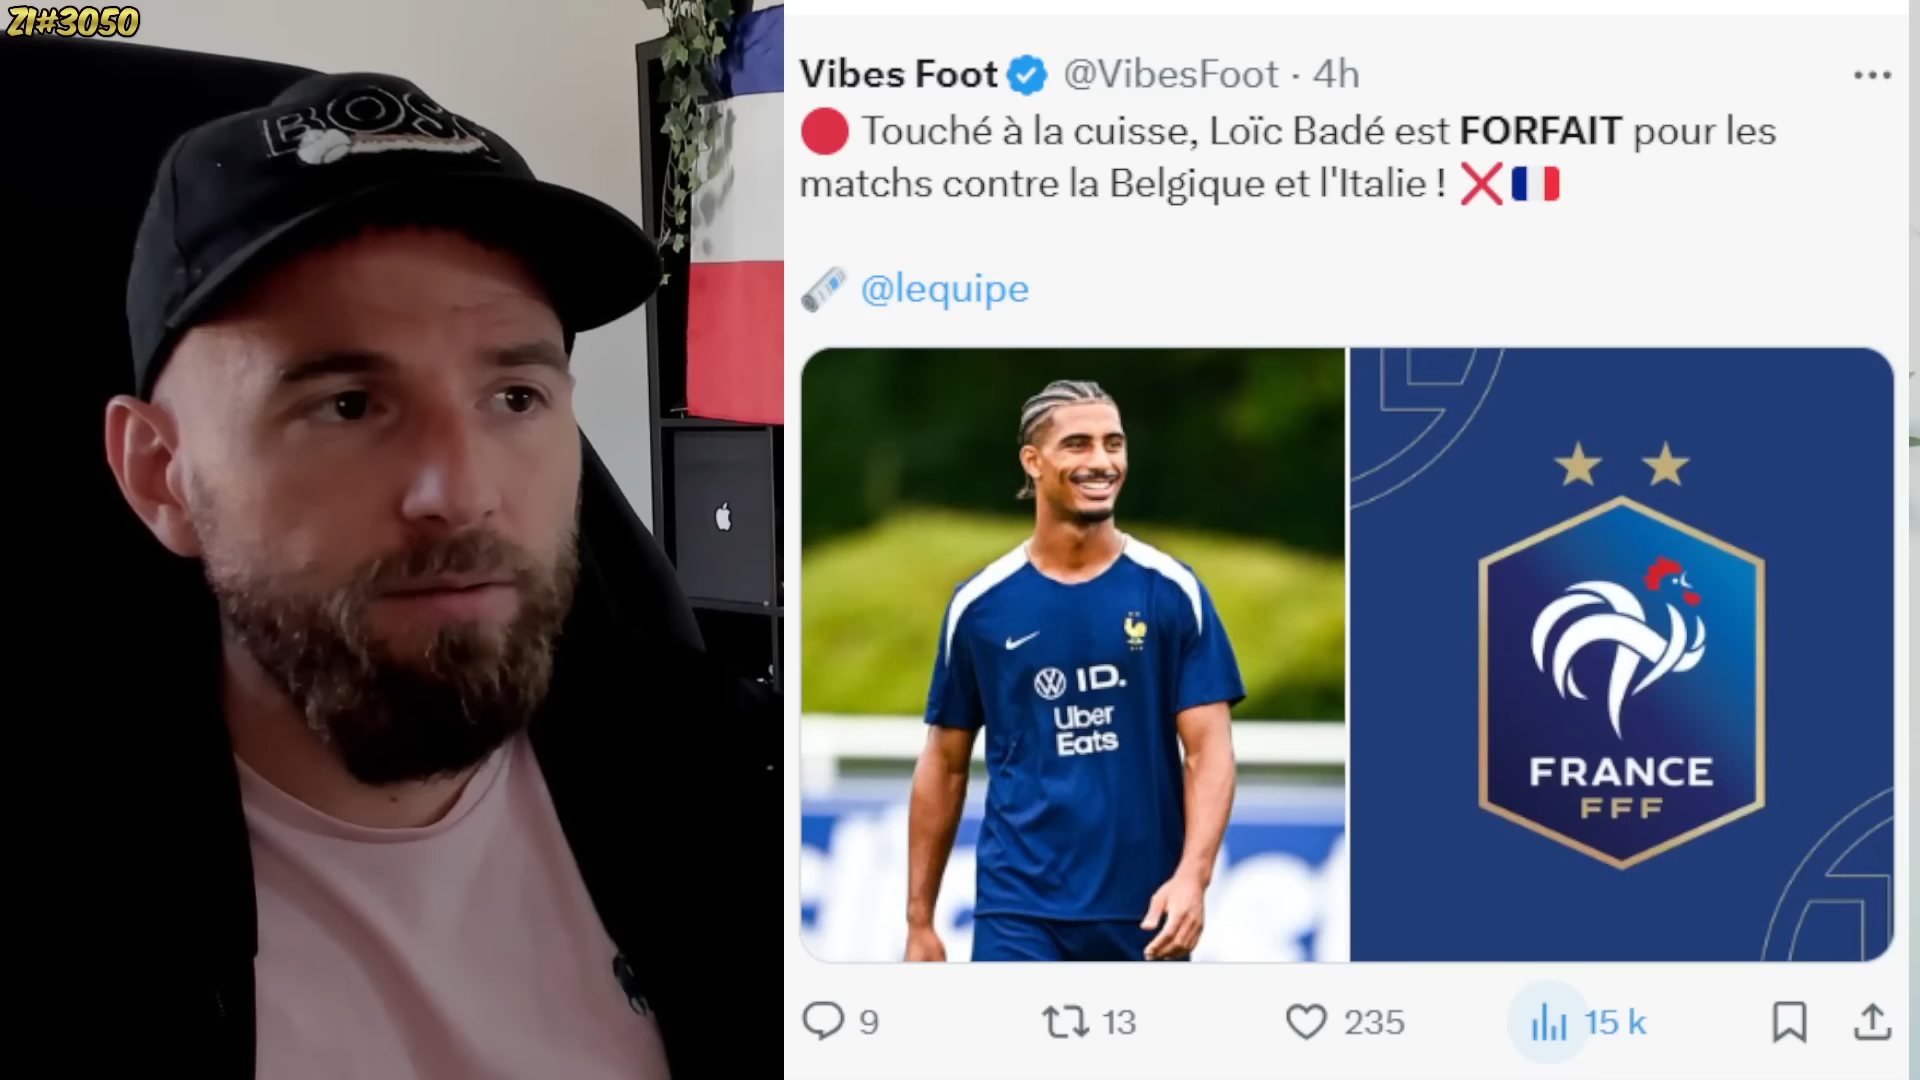 ZI#3050
BOSS
Vibes Foot @VibesFoot · 4h
🔴 Touché à la cuisse, Loïc Badé est FORFAIT pour les
matchs contre la Belgique et l'Italie ! ❌🇫🇷
🗞️ @lequipe
ID.
Uber
Eats
FRANCE
FFF
9 13 235 15 k